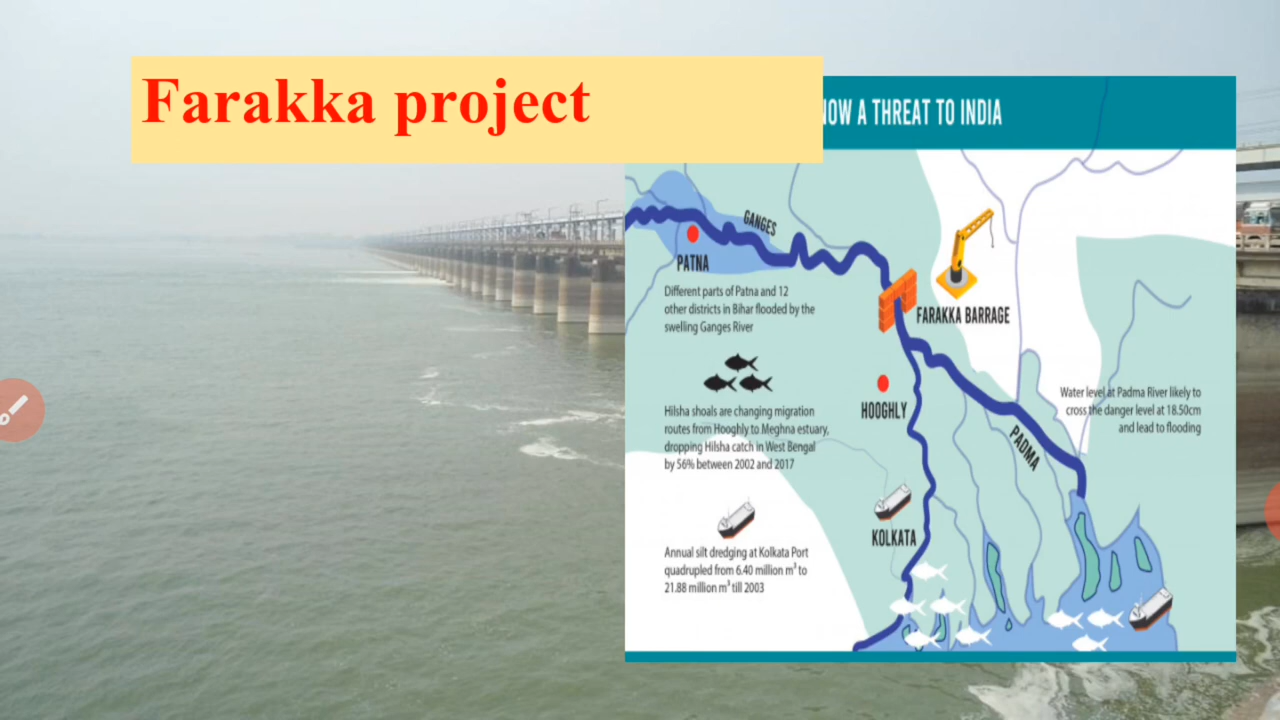 Farakka project
NOW A THREAT TO INDIA
GANGES
PATNA
Different parts of Patna and 12
other districts in Bihar flooded by the
swelling Ganges River
FARAKKA BARRAGE
Hilsha shoals are changing migration
routes from Hooghly to Meghna estuary,
dropping Hilsha catch in West Bengal
by 56% between 2002 and 2017
HOOGHLY
Water level at Padma River likely to
cross the danger level at 18.50cm
and lead to flooding
PADMA
KOLKATA
Annual silt dredging at Kolkata Port
quadrupled from 6.40 million m³ to
21.88 million m³ till 2003